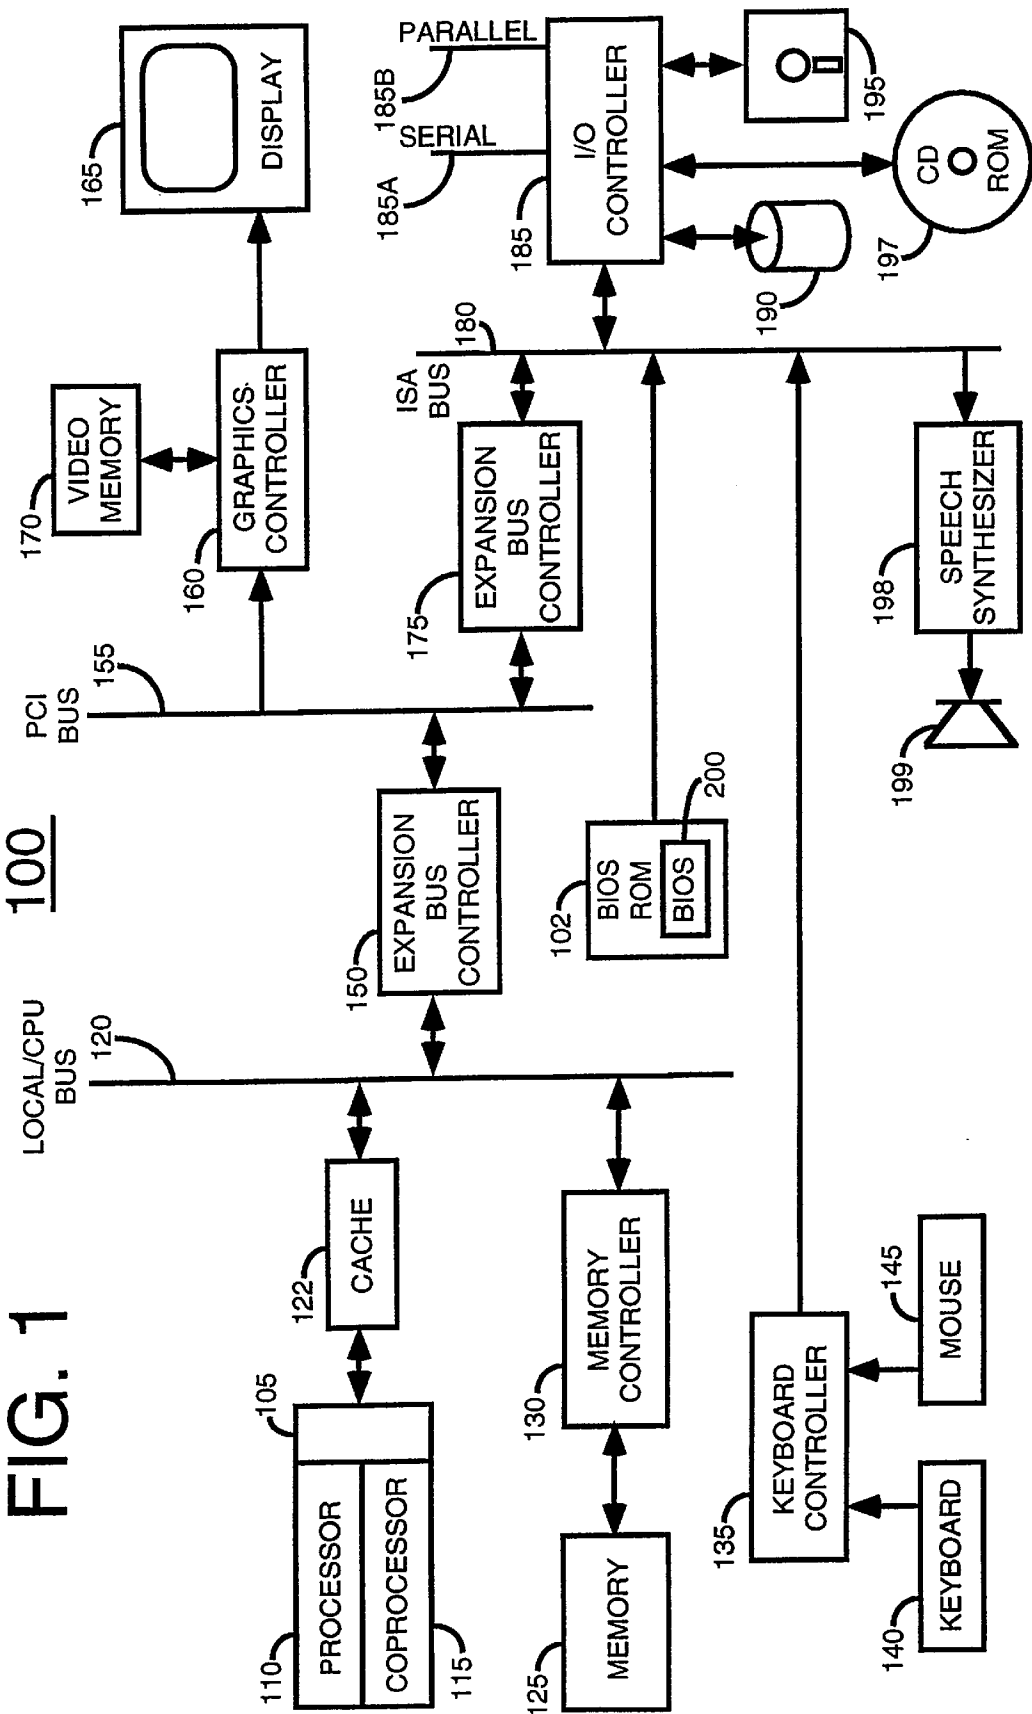 FIG. 1
100
LOCAL/CPU
BUS
120
PCI
BUS
155
170
VIDEO
MEMORY
160
GRAPHICS
CONTROLLER
165
DISPLAY
110
PROCESSOR
COPROCESSOR
115
105
122
CACHE
150
EXPANSION
BUS
CONTROLLER
175
EXPANSION
BUS
CONTROLLER
ISA
BUS
180
185A
SERIAL
185B
PARALLEL
185
I/O
CONTROLLER
125
MEMORY
130
MEMORY
CONTROLLER
102
BIOS
ROM
BIOS
200
190
195
197
CD
ROM
135
KEYBOARD
CONTROLLER
140
KEYBOARD
145
MOUSE
199
198
SPEECH
SYNTHESIZER